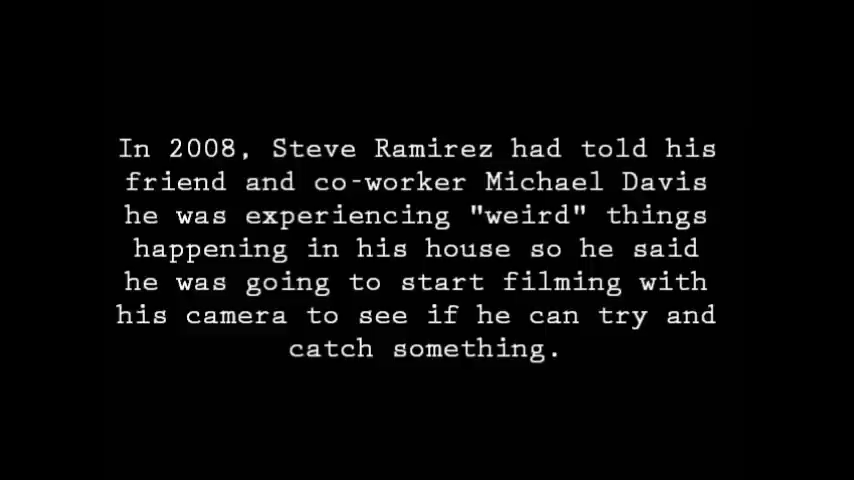 In 2008, Steve Ramirez had told his
friend and co-worker Michael Davis
he was experiencing "weird" things
happening in his house so he said
he was going to start filming with
his camera to see if he can try and
catch something.